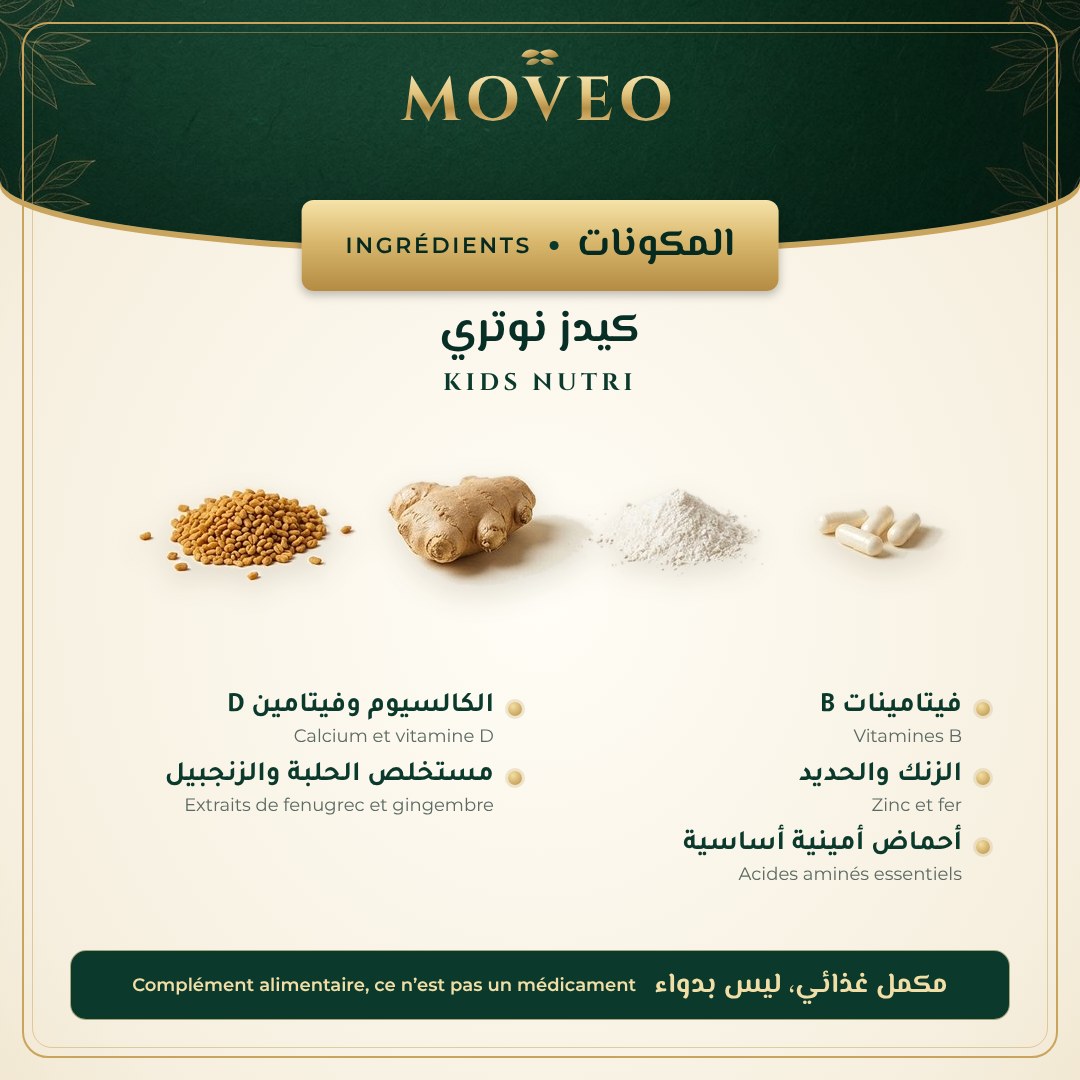 MOVEO
المكونات • INGRÉDIENTS
كيدز نوتري
KIDS NUTRI
فيتامينات B
Vitamines B
الزنك والحديد
Zinc et fer
أحماض أمينية أساسية
Acides aminés essentiels
الكالسيوم وفيتامين D
Calcium et vitamine D
مستخلص الحلبة والزنجبيل
Extraits de fenugrec et gingembre
مكمل غذائي، ليس بدواء Complément alimentaire, ce n’est pas un médicament